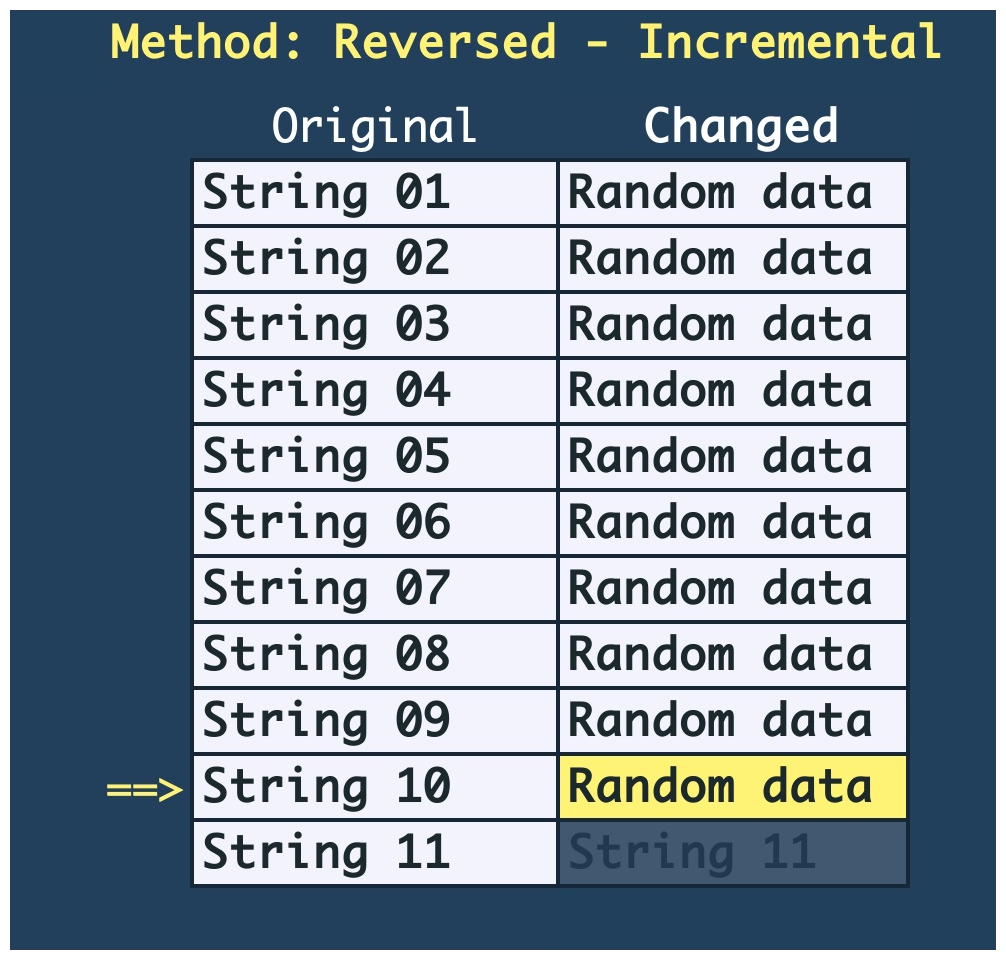 Method: Reversed - Incremental
Original Changed
String 01 Random data
String 02 Random data
String 03 Random data
String 04 Random data
String 05 Random data
String 06 Random data
String 07 Random data
String 08 Random data
String 09 Random data
==> String 10 Random data
String 11 String 11